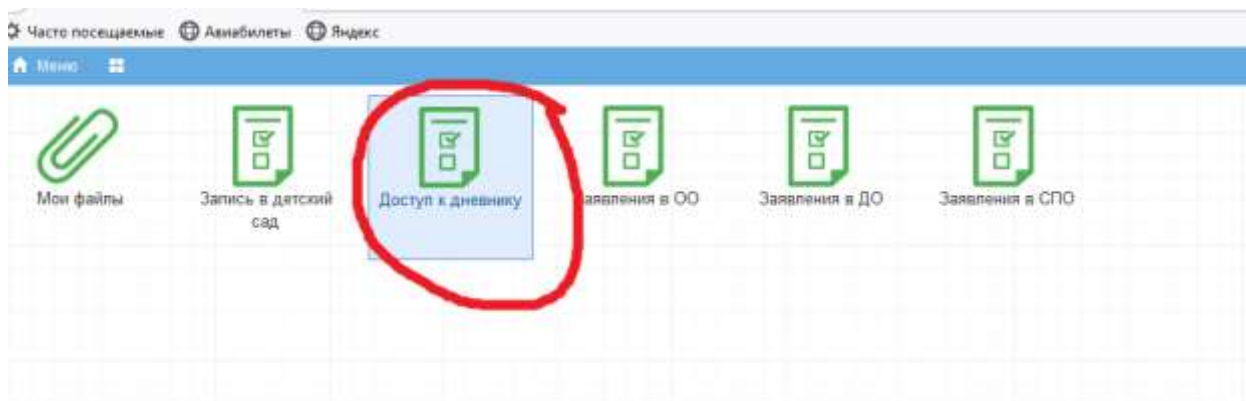 Часто посещаемые Авиабилеты Яндекс
Меню
Мои файлы
Запись в детский
сад
Доступ к дневнику
аявления в ОО
Заявления в ДО
Заявления в СПО